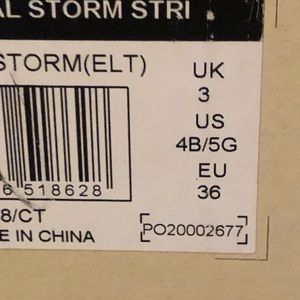 AL STORM STRI
STORM(ELT)
UK
3
US
4B/5G
EU
36
6 518628
8/CT
E IN CHINA
PO20002677